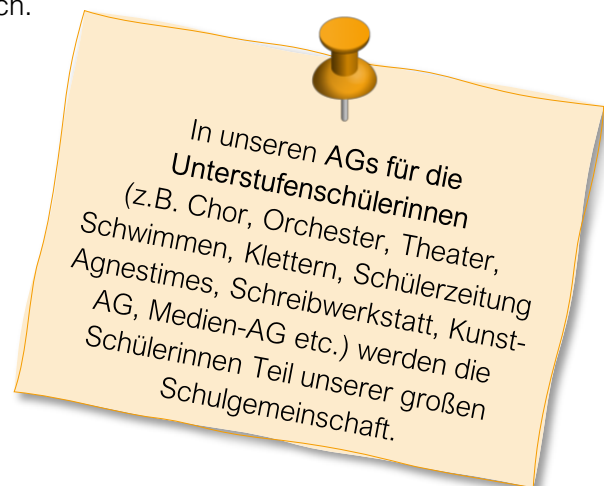 ch.
In unseren AGs für die
Unterstufenschülerinnen
(z.B. Chor, Orchester, Theater,
Schwimmen, Klettern, Schülerzeitung
Agnestimes, Schreibwerkstatt, Kunst-
AG, Medien-AG etc.) werden die
Schülerinnen Teil unserer großen
Schulgemeinschaft.